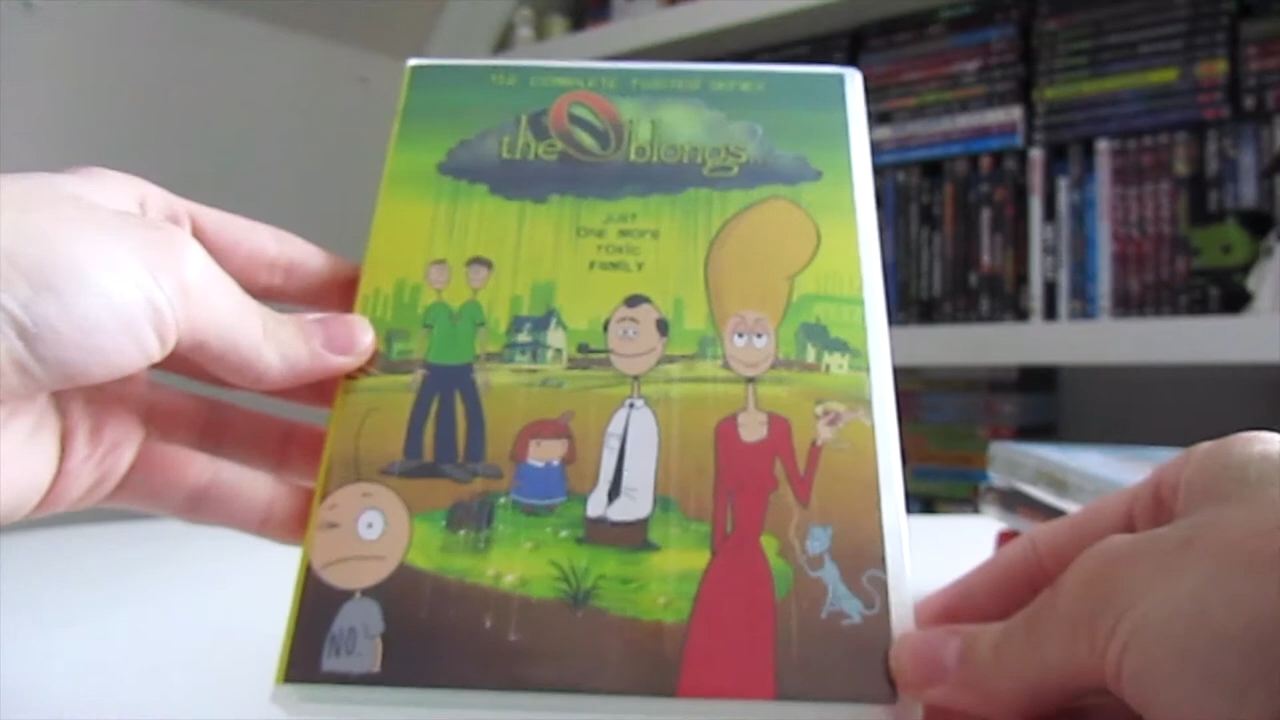 THE COMPLETE TWISTED SERIES
the Oblongs...
JUST
ONE MORE
TOXIC
FAMILY
NO.